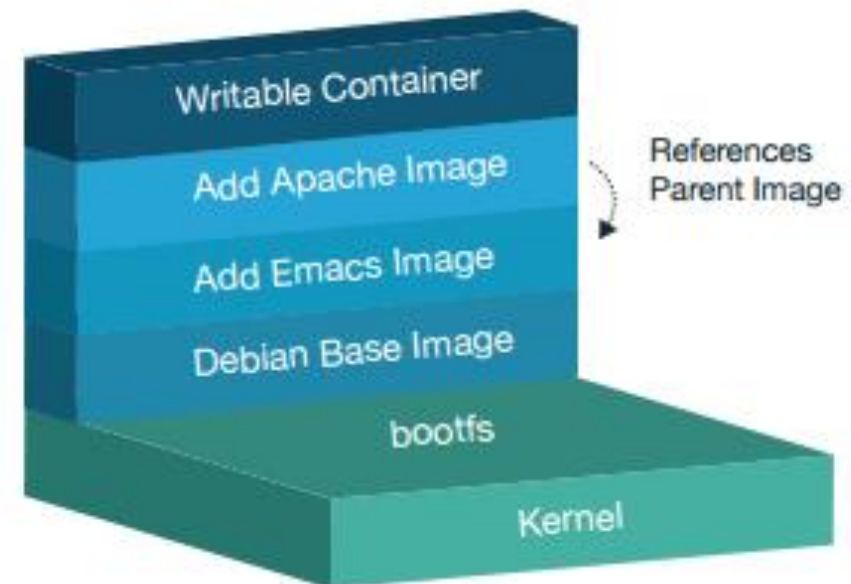 Writable Container
Add Apache Image
References
Parent Image
Add Emacs Image
Debian Base Image
bootfs
Kernel